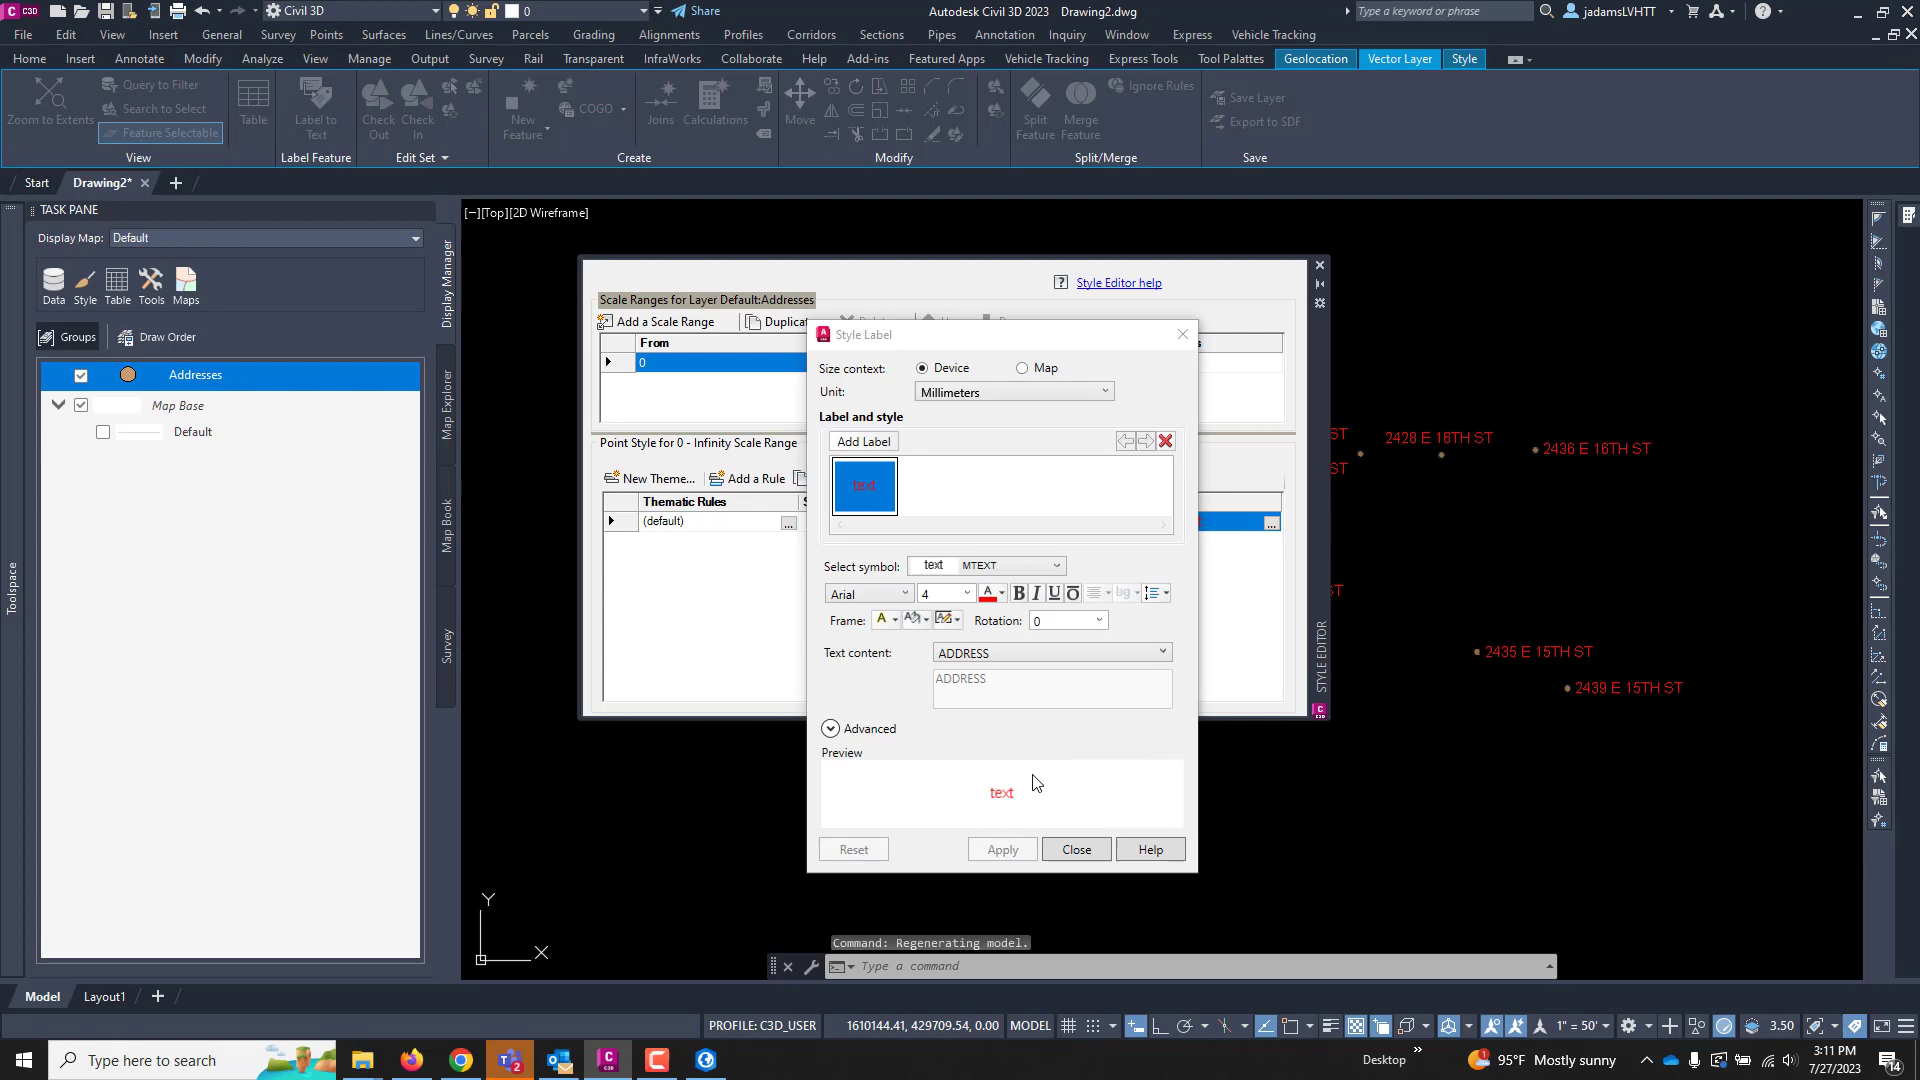 C3D Civil 3D 0 Share Autodesk Civil 3D 2023 Drawing2.dwg Type a keyword or phrase jadamsLVHTT
File Edit View Insert General Survey Points Surfaces Lines/Curves Parcels Grading Alignments Profiles Corridors Sections Pipes Annotation Inquiry Window Express Vehicle Tracking
Home Insert Annotate Modify Analyze View Manage Output Survey Rail Transparent InfraWorks Collaborate Help Add-ins Featured Apps Vehicle Tracking Express Tools Tool Palettes Geolocation Vector Layer Style
Zoom to Extents
Query to Filter
Search to Select
Feature Selectable
Table
Label to
Text
Check
Out
Check
In
New
Feature
COGO
Joins
Calculations
Move
Split
Feature
Merge
Feature
Ignore Rules
Save Layer
Export to SDF
View Label Feature Edit Set Create Modify Split/Merge Save
Start Drawing2*
TASK PANE
Display Map: Default
Data Style Table Tools Maps
Groups Draw Order
Addresses
Map Base
Default
Display Manager
Map Explorer
Map Book
Survey
Toolspace
[−][Top][2D Wireframe]
Style Editor help
Scale Ranges for Layer Default:Addresses
Add a Scale Range
From
0
Point Style for 0 - Infinity Scale Range
New Theme...
Add a Rule
Thematic Rules
(default) ...
...
STYLE EDITOR
Style Label
Size context: Device Map
Unit: Millimeters
Label and style
Add Label
text
Select symbol: text MTEXT
Arial 4 A B I U O bg
Frame: A Rotation: 0
Text content: ADDRESS
ADDRESS
Advanced
Preview
text
Reset Apply Close Help
ST
2428 E 16TH ST
2436 E 16TH ST
ST
2435 E 15TH ST
2439 E 15TH ST
Y
X
Command: Regenerating model.
Type a command
Model Layout1
PROFILE: C3D_USER 1610144.41, 429709.54, 0.00 MODEL 1" = 50' 3.50
Type here to search
Desktop
95°F Mostly sunny
3:11 PM
7/27/2023
14